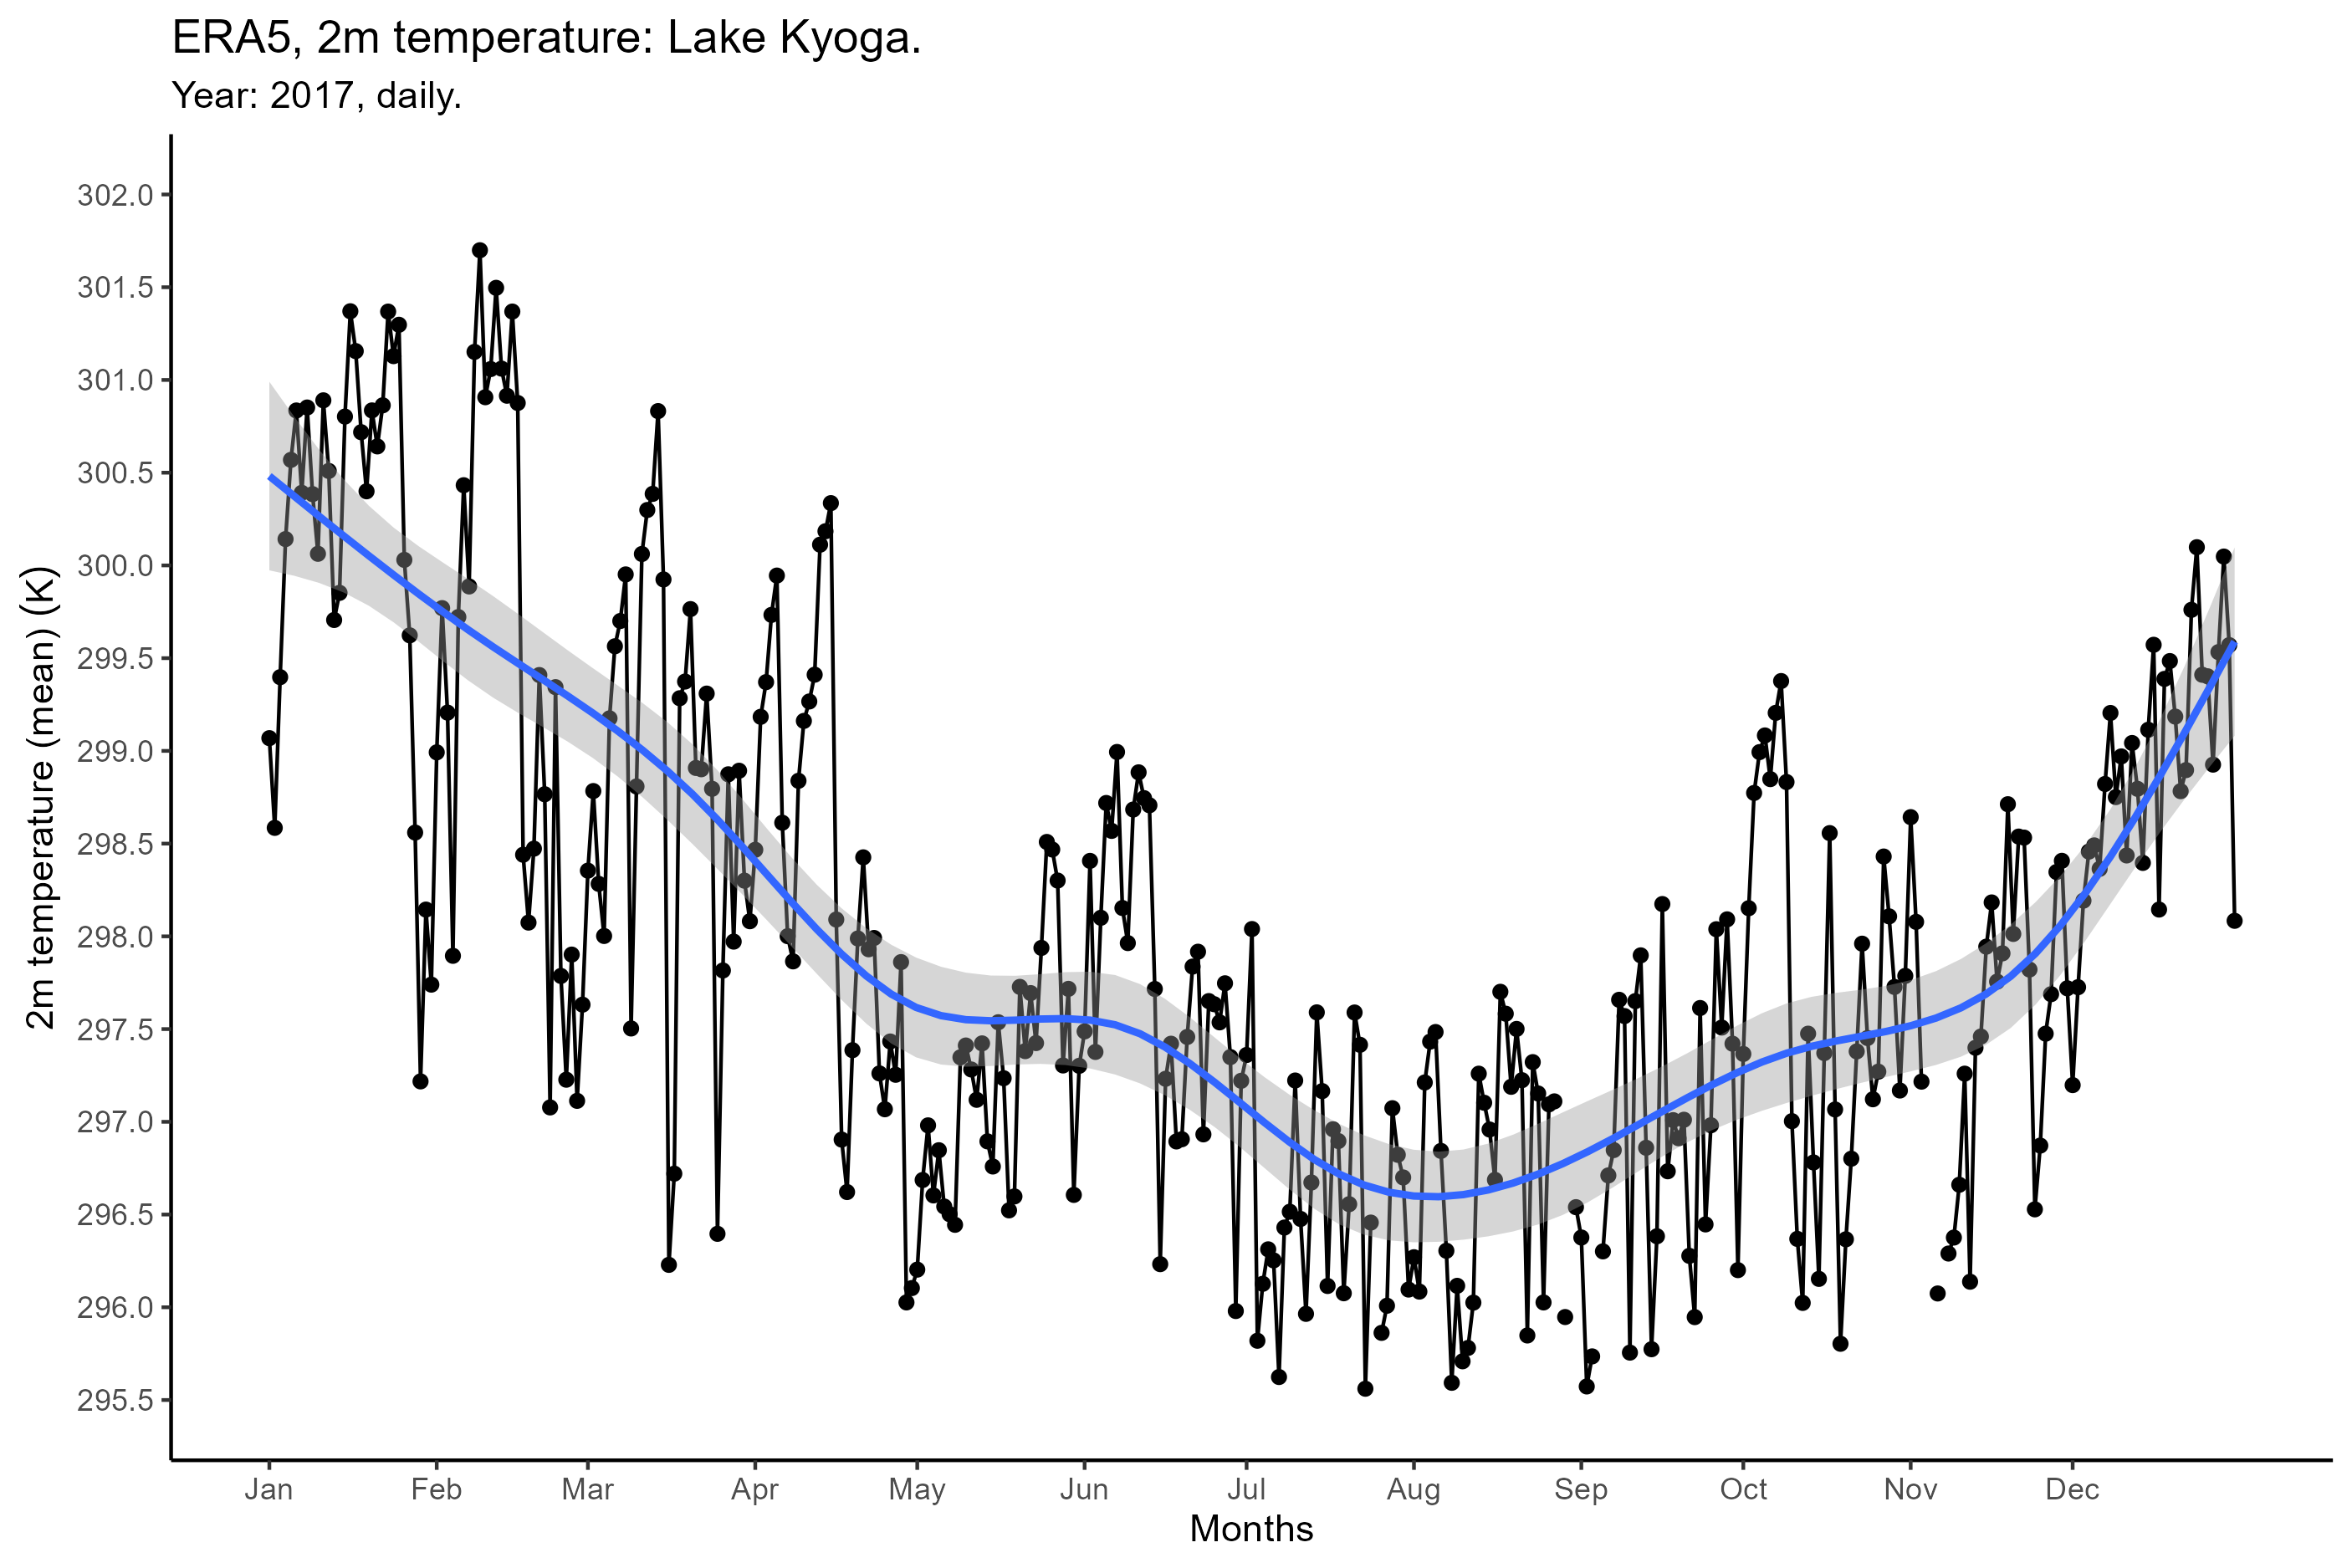 ERA5, 2m temperature: Lake Kyoga.
Year: 2017, daily.
2m temperature (mean) (K)
302.0
301.5
301.0
300.5
300.0
299.5
299.0
298.5
298.0
297.5
297.0
296.5
296.0
295.5
Jan Feb Mar Apr May Jun Jul Aug Sep Oct Nov Dec
Months